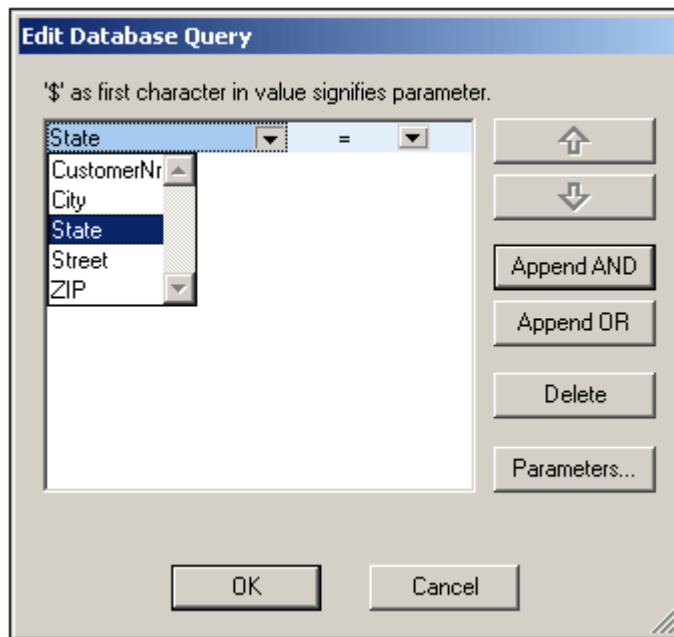 Edit Database Query
'$' as first character in value signifies parameter.
State =
CustomerNr
City
State
Street
ZIP
Append AND
Append OR
Delete
Parameters...
OK
Cancel